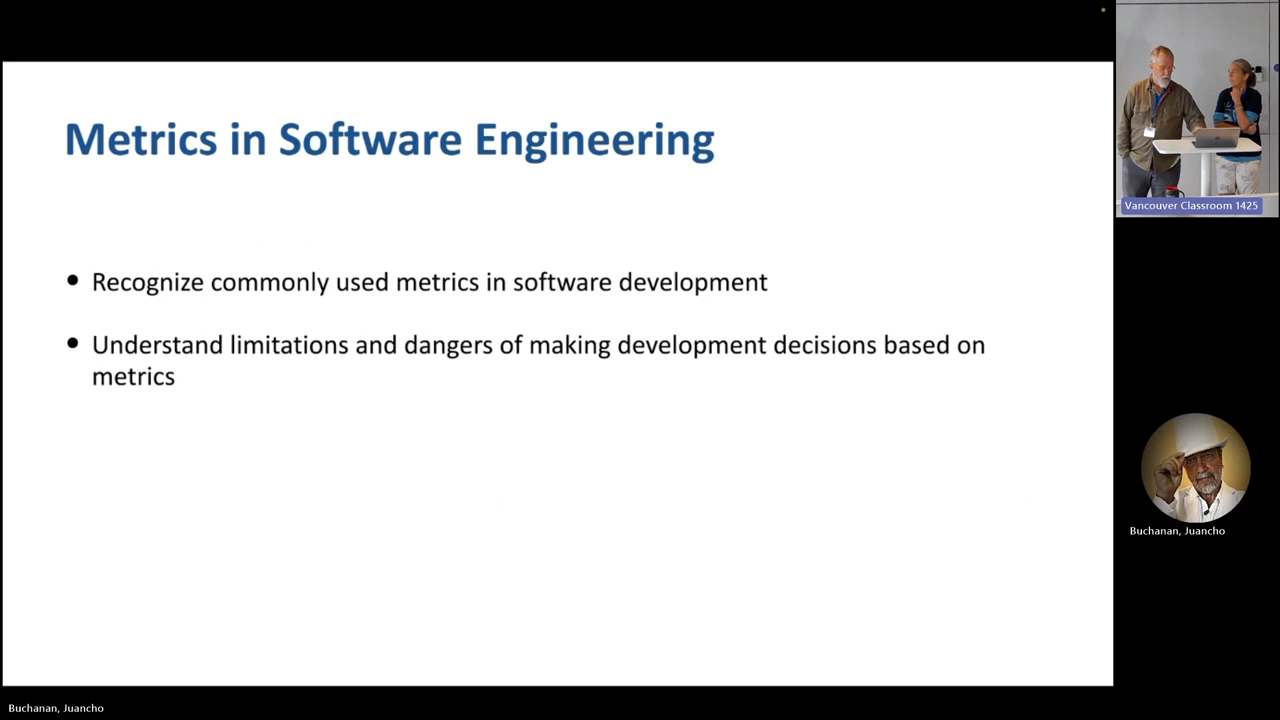 Metrics in Software Engineering
• Recognize commonly used metrics in software development
• Understand limitations and dangers of making development decisions based on
metrics
Vancouver Classroom 1425
Buchanan, Juancho
Buchanan, Juancho